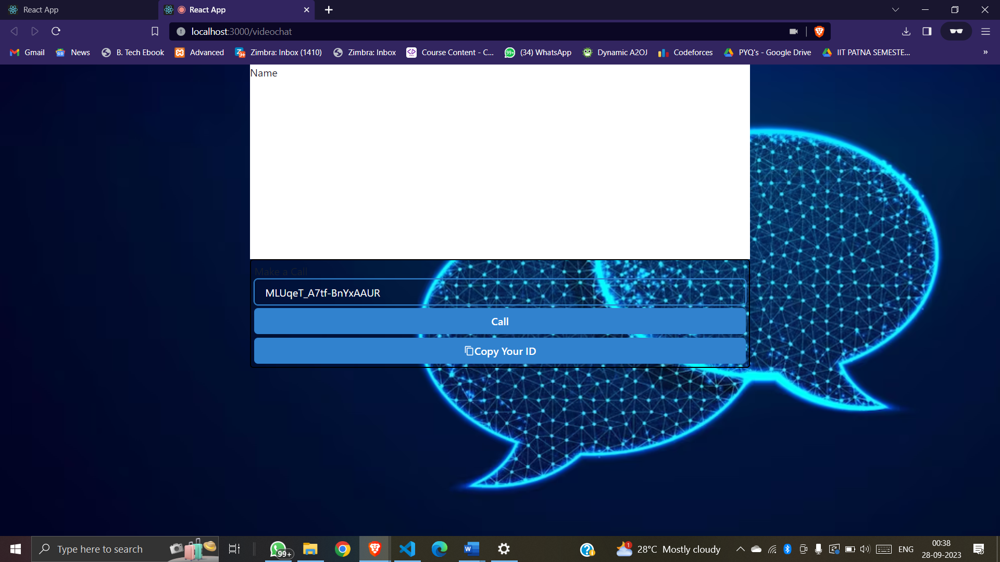 React App
React App
localhost:3000/videochat
Gmail
News
B. Tech Ebook
Advanced
Zimbra: Inbox (1410)
Zimbra: Inbox
Course Content - C...
(34) WhatsApp
Dynamic A2OJ
Codeforces
PYQ's - Google Drive
IIT PATNA SEMESTE...
»
Name
Make a Call
MLUqeT_A7tf-BnYxAAUR
Call
Copy Your ID
Type here to search
99+
1
28°C Mostly cloudy
ENG
00:38
28-09-2023